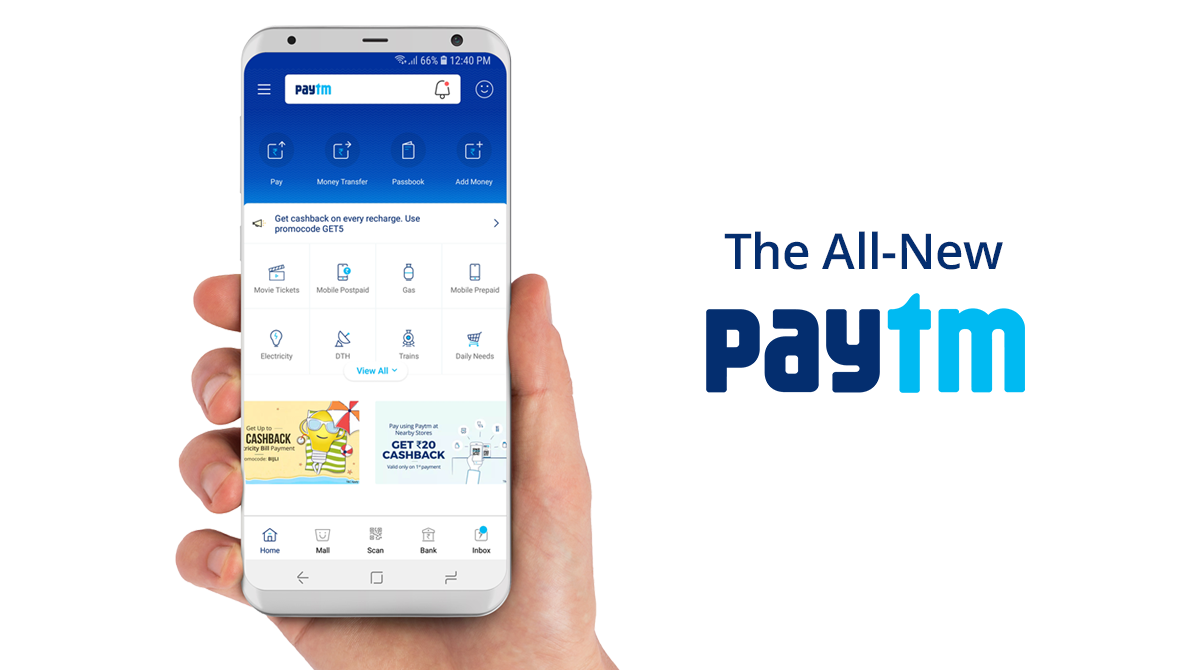 66% 12:40 PM
paytm
Pay
Money Transfer
Passbook
Add Money
Get cashback on every recharge. Use
promocode GET5
Movie Tickets
Mobile Postpaid
Gas
Mobile Prepaid
Electricity
DTH
Trains
Daily Needs
View All
Get Up to
CASHBACK
tricity Bill Payment
omocode: BIJLI
Pay using Paytm at
Nearby Stores
GET ₹20
CASHBACK
Valid only on 1st payment
Home
Mall
Scan
Bank
Inbox
The All-New
paytm